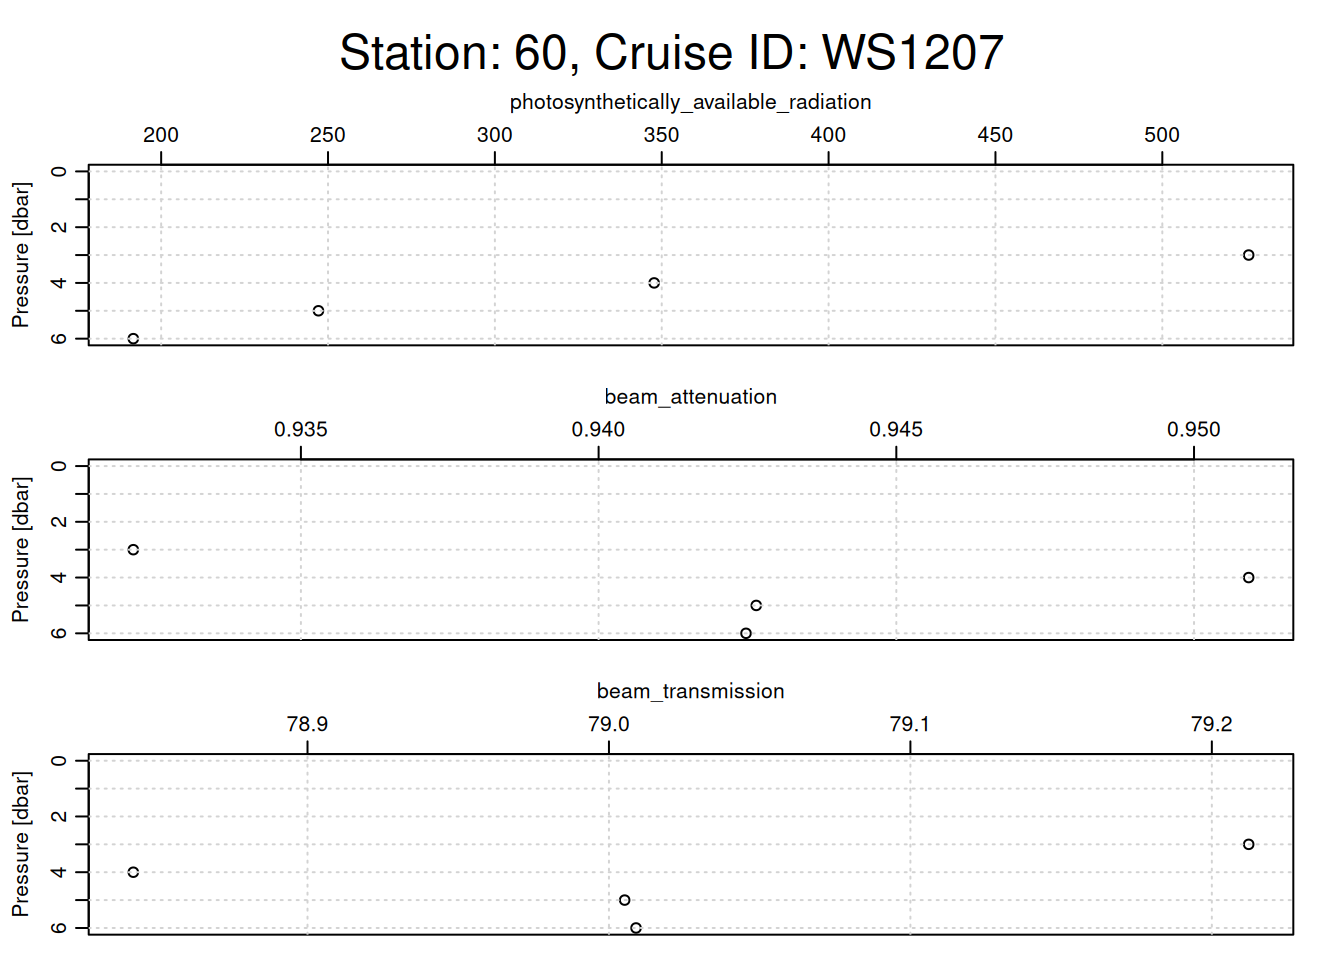 Station: 60, Cruise ID: WS1207
photosynthetically_available_radiation
200 250 300 350 400 450 500
Pressure [dbar]
0
2
4
6
beam_attenuation
0.935 0.940 0.945 0.950
Pressure [dbar]
0
2
4
6
beam_transmission
78.9 79.0 79.1 79.2
Pressure [dbar]
0
2
4
6